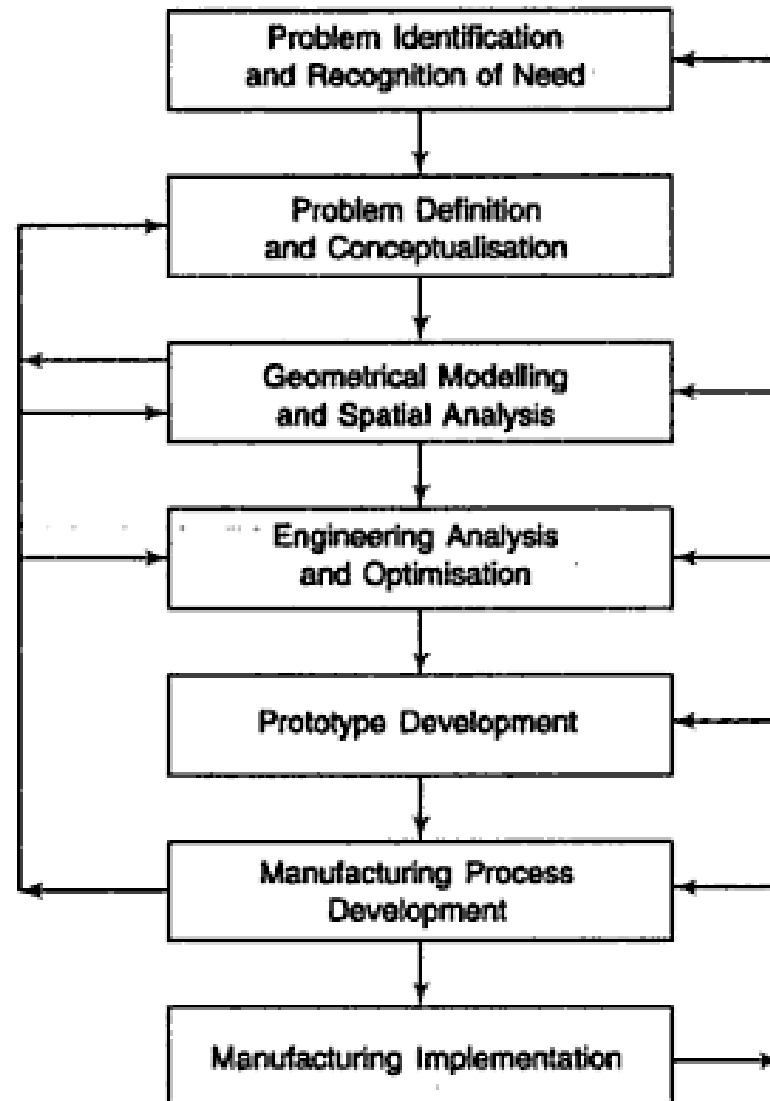 Problem Identification
and Recognition of Need
Problem Definition
and Conceptualisation
Geometrical Modelling
and Spatial Analysis
Engineering Analysis
and Optimisation
Prototype Development
Manufacturing Process
Development
Manufacturing Implementation